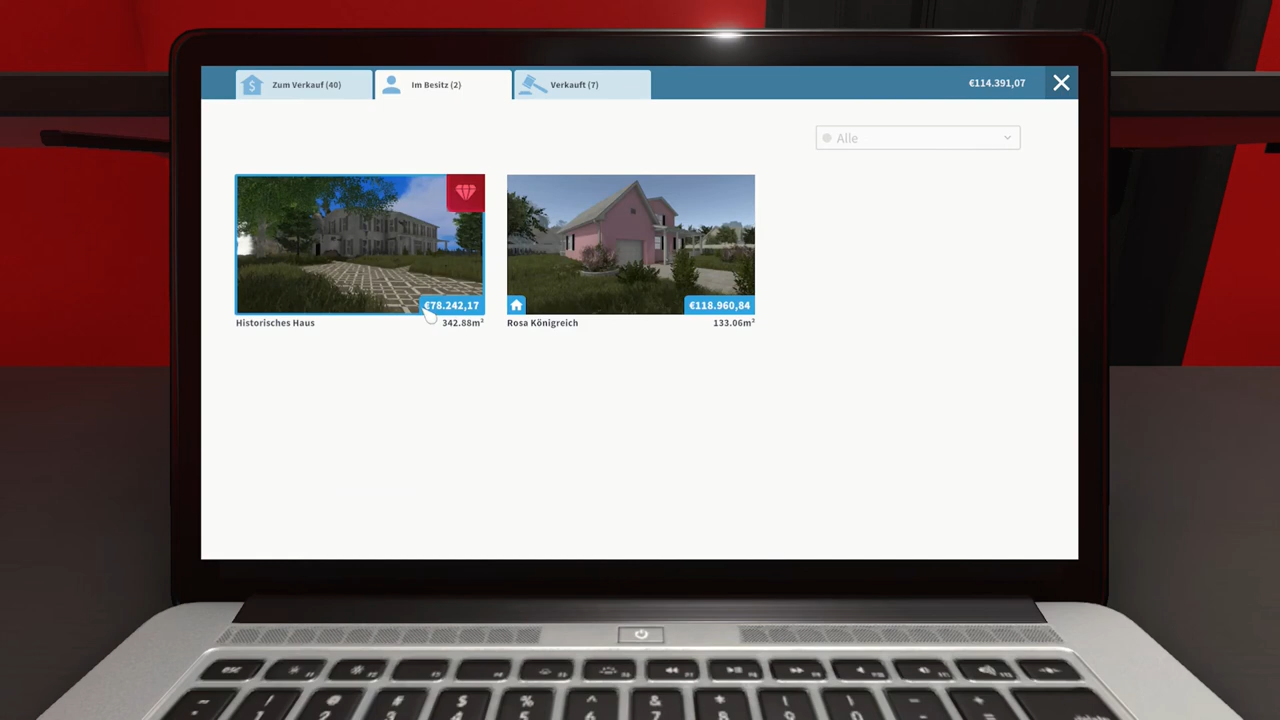 Zum Verkauf (40)
Im Besitz (2)
Verkauft (7)
€114.391,07
Alle
€78.242,17
€118.960,84
Historisches Haus
342.88m²
Rosa Königreich
133.06m²
esc